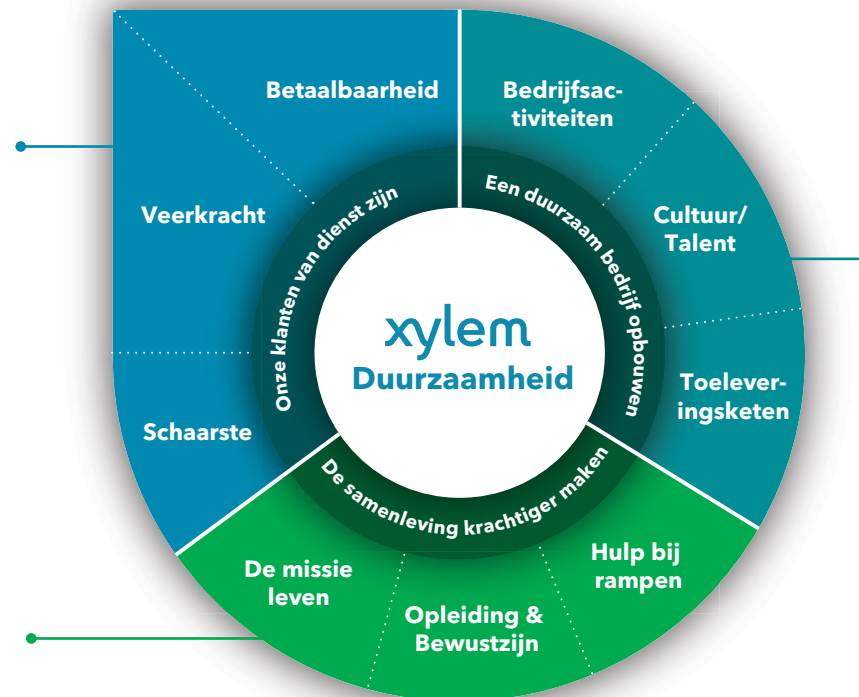 Betaalbaarheid
Veerkracht
Schaarste
Onze klanten van dienst zijn
Bedrijfsac-
tiviteiten
Cultuur/
Talent
Toelever-
ingsketen
Een duurzaam bedrijf opbouwen
xylem
Duurzaamheid
De samenleving krachtiger maken
De missie
leven
Opleiding &
Bewustzijn
Hulp bij
rampen